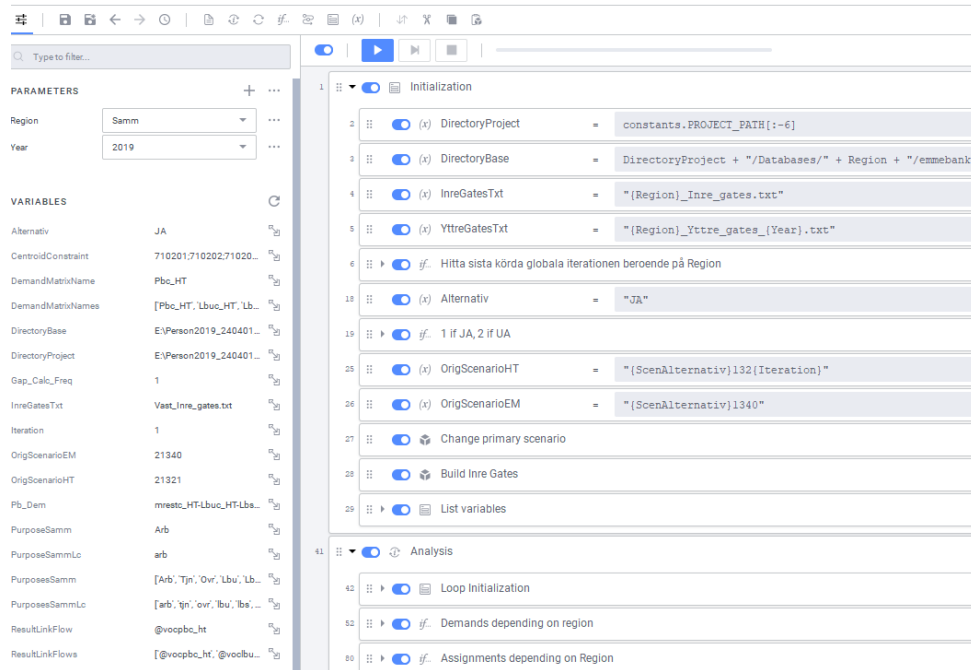 if..
(x)
Type to filter...
PARAMETERS
Region Samm
Year 2019
VARIABLES
Alternativ JA
CentroidConstraint 710201;710202;71020...
DemandMatrixName Pbc_HT
DemandMatrixNames ['Pbc_HT', 'Lbuc_HT', 'Lb...
DirectoryBase E:\Person2019_240401...
DirectoryProject E:\Person2019_240401...
Gap_Calc_Freq 1
InreGatesTxt Vast_Inre_gates.txt
Iteration 1
OrigScenarioEM 21340
OrigScenarioHT 21321
Pb_Dem mrestc_HT-Lbuc_HT-Lbs...
PurposeSamm Arb
PurposeSammLc arb
PurposesSamm ['Arb', 'Tjn', 'Ovr', 'Lbu', 'Lb...
PurposesSammLc ['arb', 'tjn', 'ovr', 'lbu', 'lbs', ...
ResultLinkFlow @vocpbc_ht
ResultLinkFlows ['@vocpbc_ht', '@voclbu...
1 Initialization
2 (x) DirectoryProject = constants.PROJECT_PATH[:-6]
3 (x) DirectoryBase = DirectoryProject + "/Databases/" + Region + "/emmebank
4 (x) InreGatesTxt = "{Region}_Inre_gates.txt"
5 (x) YttreGatesTxt = "{Region}_Yttre_gates_{Year}.txt"
6 if.. Hitta sista körda globala iterationen beroende på Region
18 (x) Alternativ = "JA"
19 if.. 1 if JA, 2 if UA
25 (x) OrigScenarioHT = "{ScenAlternativ}132{Iteration}"
26 (x) OrigScenarioEM = "{ScenAlternativ}1340"
27 Change primary scenario
28 Build Inre Gates
29 List variables
41 Analysis
42 Loop Initialization
52 if.. Demands depending on region
80 if.. Assignments depending on Region